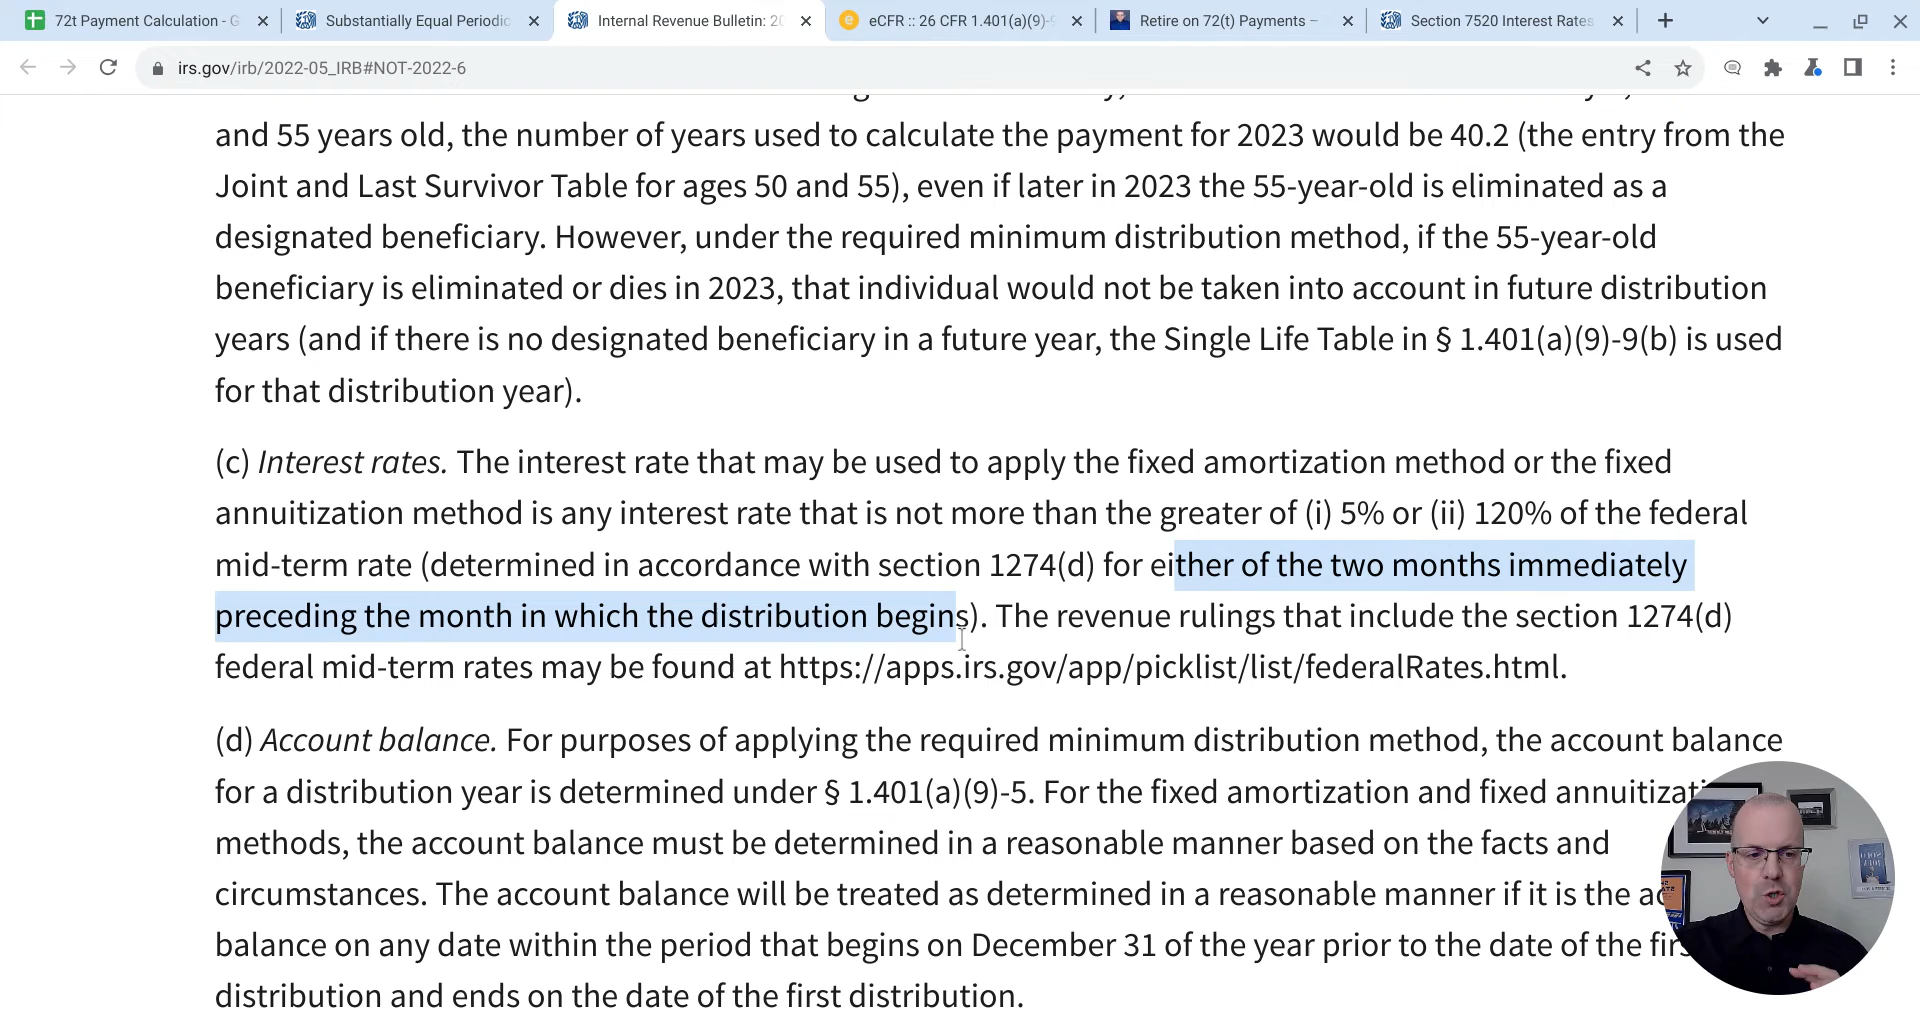 72t Payment Calculation - G
Substantially Equal Periodic
Internal Revenue Bulletin: 20
eCFR :: 26 CFR 1.401(a)(9)-9
Retire on 72(t) Payments –
Section 7520 Interest Rates
irs.gov/irb/2022-05_IRB#NOT-2022-6
and 55 years old, the number of years used to calculate the payment for 2023 would be 40.2 (the entry from the
Joint and Last Survivor Table for ages 50 and 55), even if later in 2023 the 55-year-old is eliminated as a
designated beneficiary. However, under the required minimum distribution method, if the 55-year-old
beneficiary is eliminated or dies in 2023, that individual would not be taken into account in future distribution
years (and if there is no designated beneficiary in a future year, the Single Life Table in § 1.401(a)(9)-9(b) is used
for that distribution year).
(c) Interest rates. The interest rate that may be used to apply the fixed amortization method or the fixed
annuitization method is any interest rate that is not more than the greater of (i) 5% or (ii) 120% of the federal
mid-term rate (determined in accordance with section 1274(d) for either of the two months immediately
preceding the month in which the distribution begins). The revenue rulings that include the section 1274(d)
federal mid-term rates may be found at https://apps.irs.gov/app/picklist/list/federalRates.html.
(d) Account balance. For purposes of applying the required minimum distribution method, the account balance
for a distribution year is determined under § 1.401(a)(9)-5. For the fixed amortization and fixed annuitizati
methods, the account balance must be determined in a reasonable manner based on the facts and
circumstances. The account balance will be treated as determined in a reasonable manner if it is the ac
balance on any date within the period that begins on December 31 of the year prior to the date of the firs
distribution and ends on the date of the first distribution.